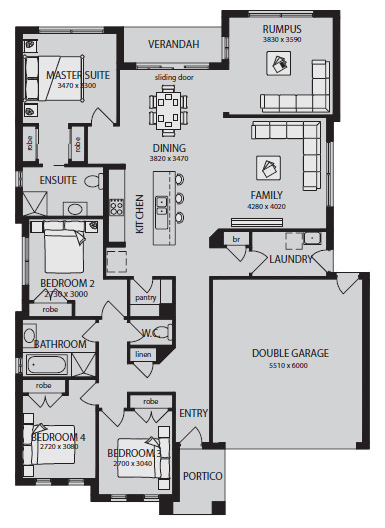 RUMPUS
3830 x 3590
VERANDAH
MASTER SUITE
3470 x 3300
sliding door
robe
robe
DINING
3820 x 3470
ENSUITE
KITCHEN
FAMILY
4280 x 4020
br
LAUNDRY
BEDROOM 2
2730 x 3000
pantry
robe
W.C.
BATHROOM
linen
DOUBLE GARAGE
5510 x 6000
robe
robe
ENTRY
BEDROOM 4
2720 x 3080
BEDROOM 3
2700 x 3040
PORTICO